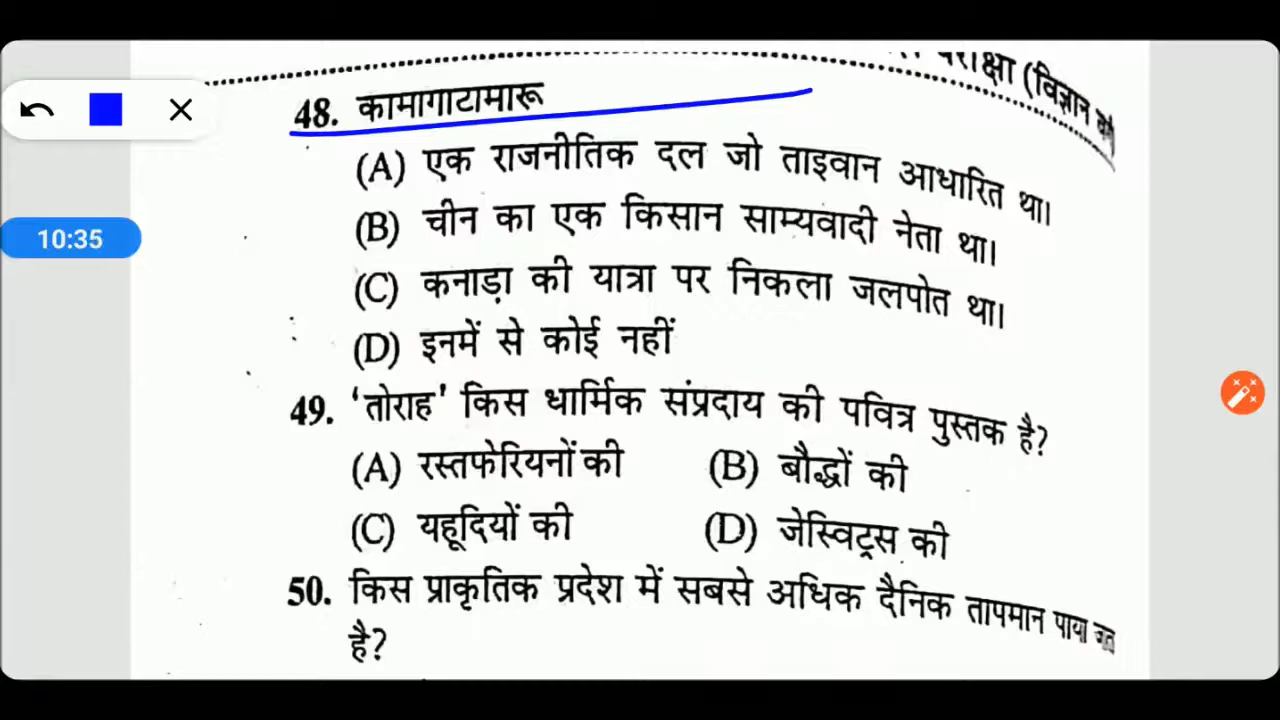 परीक्षा (विज्ञान वर्ग
48. कामागाटामारू
(A) एक राजनीतिक दल जो ताइवान आधारित था।
(B) चीन का एक किसान साम्यवादी नेता था।
10:35
(C) कनाड़ा की यात्रा पर निकला जलपोत था।
(D) इनमें से कोई नहीं
49. 'तोराह' किस धार्मिक संप्रदाय की पवित्र पुस्तक है?
(A) रस्तफेरियनों की (B) बौद्धों की
(C) यहूदियों की (D) जेस्विट्स की
50. किस प्राकृतिक प्रदेश में सबसे अधिक दैनिक तापमान पाया
है?